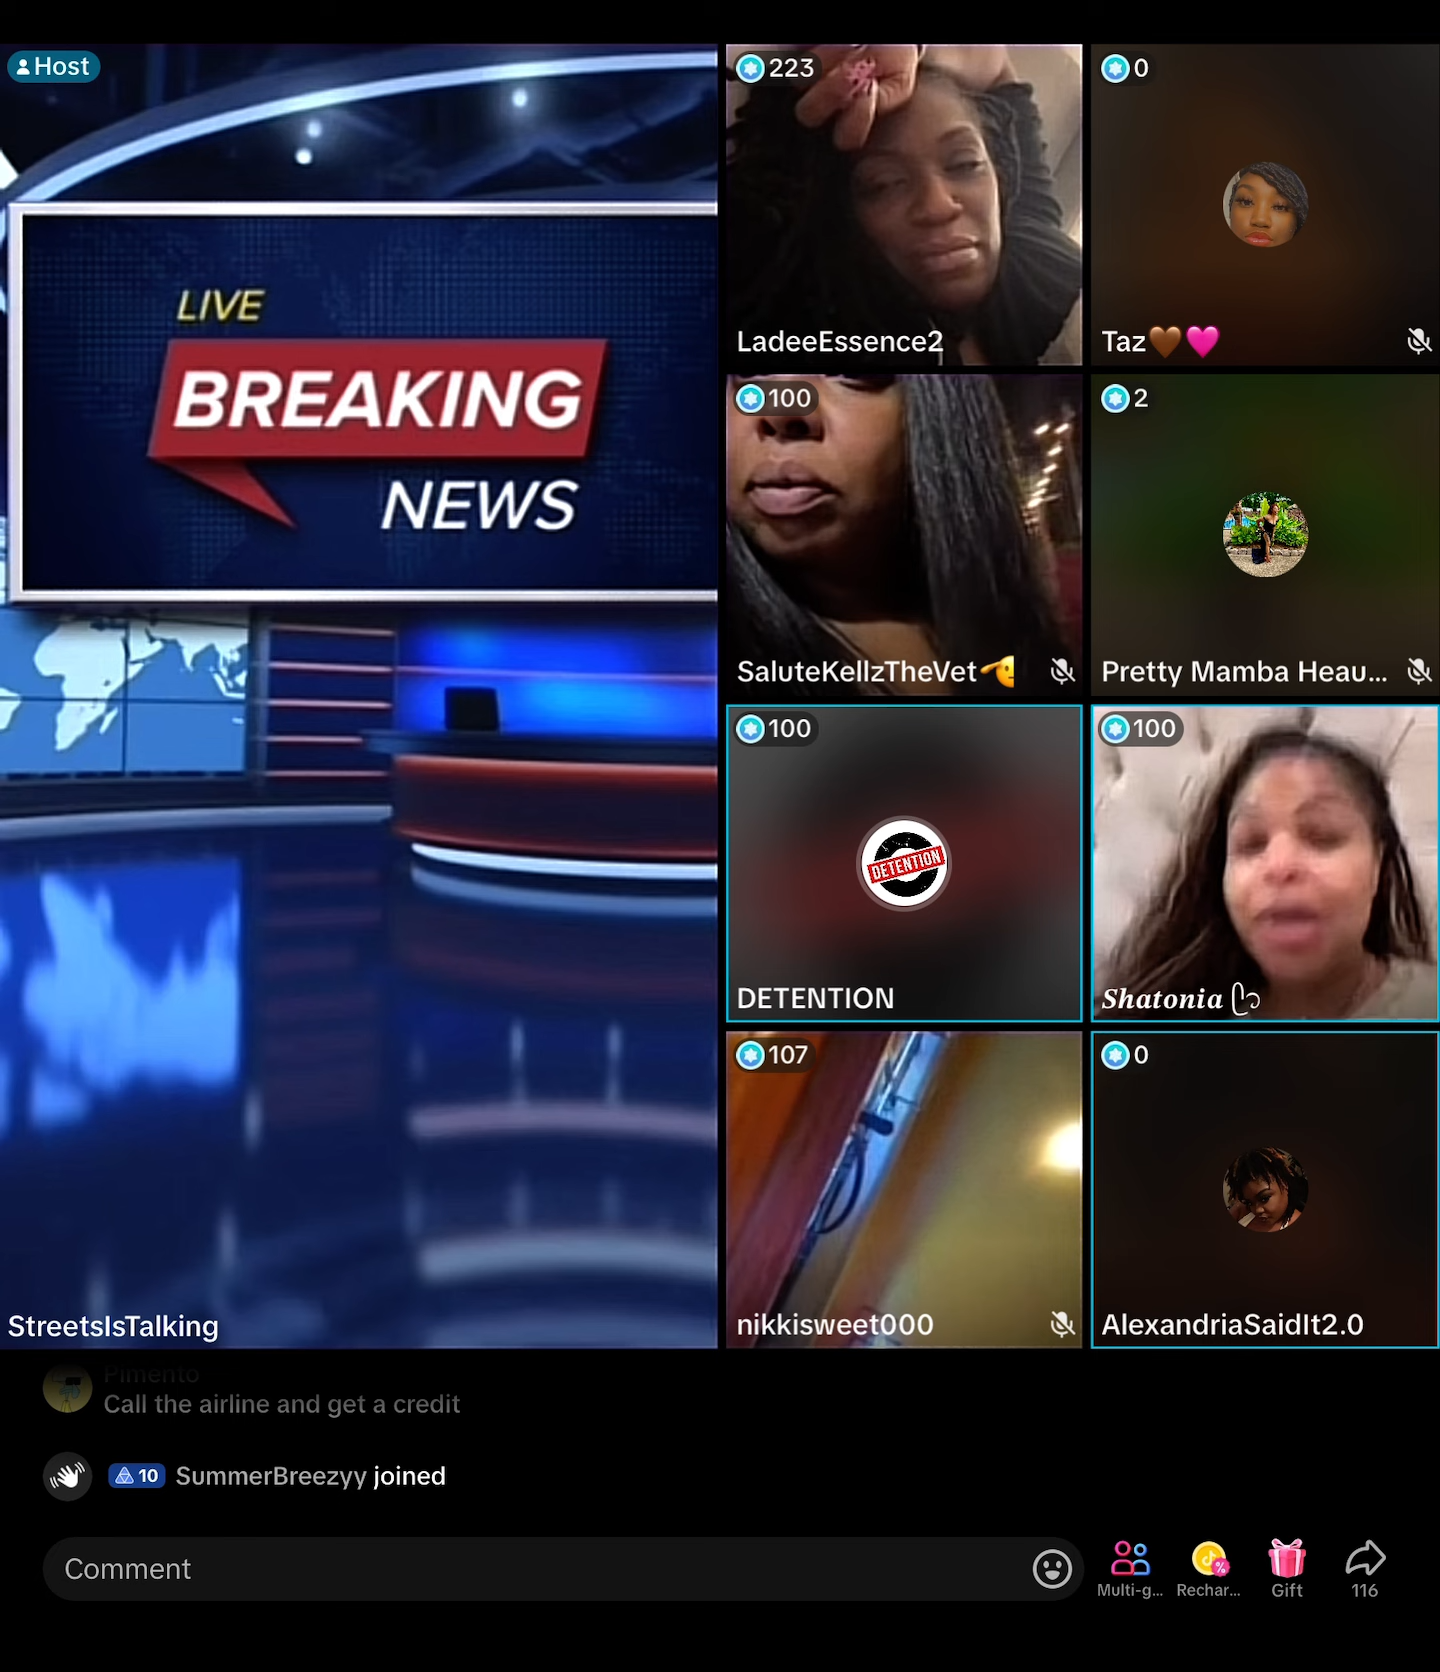 Host
LIVE
BREAKING
NEWS
StreetsIsTalking
223
LadeeEssence2
0
Taz🤎🩷
100
SaluteKellzTheVet🫡
2
Pretty Mamba Heau...
100
DETENTION
DETENTION
100
Shatonia
107
nikkisweet000
0
AlexandriaSaidIt2.0
Pimento
Call the airline and get a credit
10 SummerBreezyy joined
Comment
Multi-g...
Rechar...
Gift
116